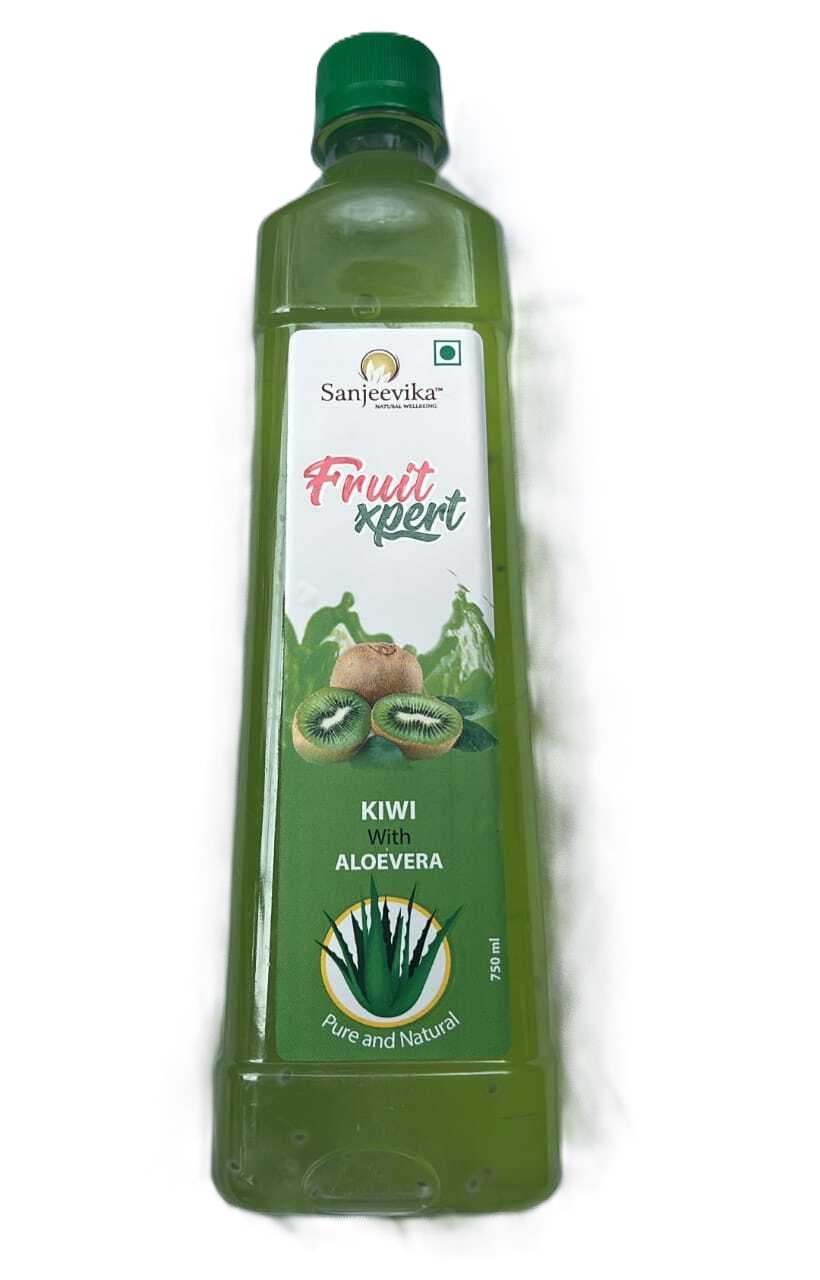 Sanjeevika™
NATURAL WELLBEING
Fruit
xpert
KIWI
With
ALOEVERA
750 ml
Pure and Natural